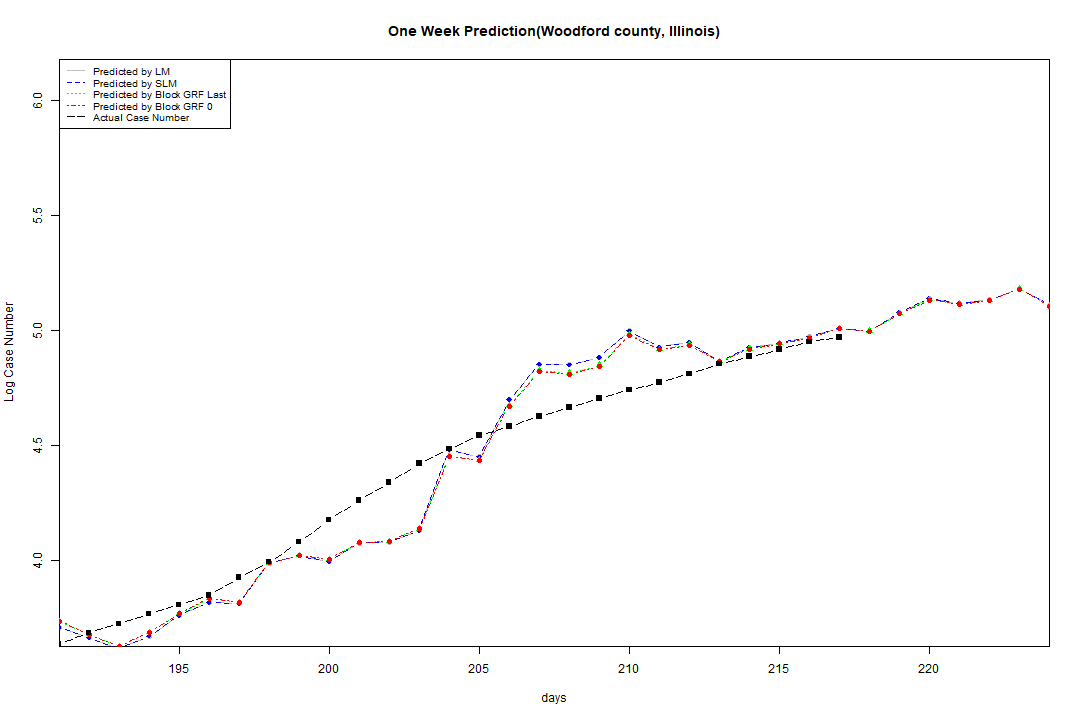 One Week Prediction(Woodford county, Illinois)
Predicted by LM
Predicted by SLM
Predicted by Block GRF Last
Predicted by Block GRF 0
Actual Case Number
6.0
5.5
5.0
4.5
4.0
Log Case Number
195 200 205 210 215 220
days